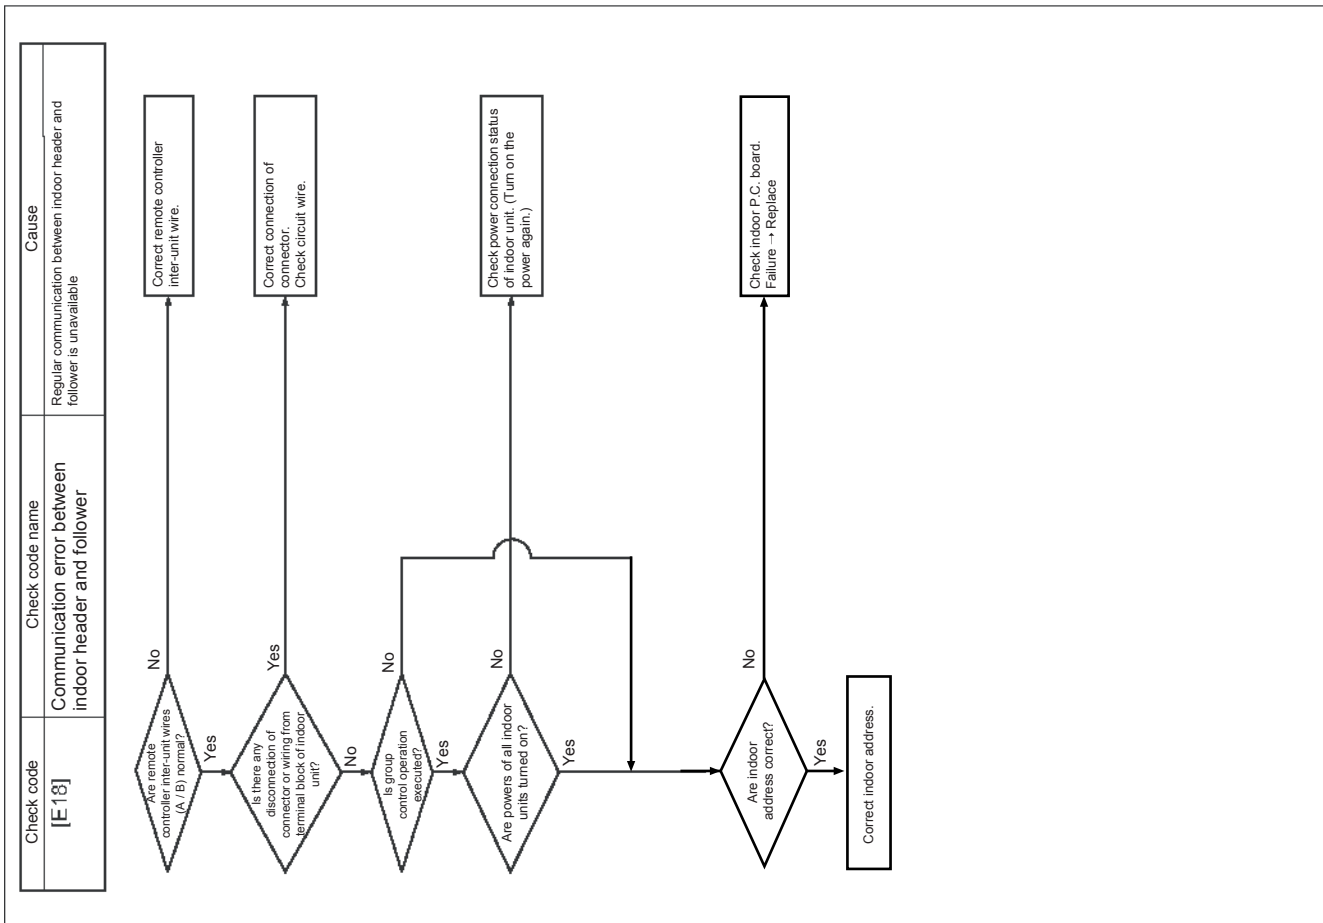 Check code
Check code name
Cause
[E18]
Communication error between
indoor header and follower
Regular communication between indoor header and
follower is unavailable
Are remote
controller inter-unit wires
(A / B) normal?
No
Correct remote controller
inter-unit wire.
Yes
Is there any
disconnection of
connector or wiring from
terminal block of indoor
unit?
Yes
Correct connection of
connector.
Check circuit wire.
No
Is group
control operation
executed?
No
Yes
Are powers of all indoor
units turned on?
No
Check power connection status
of indoor unit. (Turn on the
power again.)
Yes
Are indoor
address correct?
No
Check indoor P.C. board.
Failure → Replace
Yes
Correct indoor address.